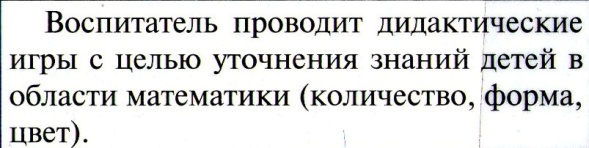 Воспитатель проводит дидактические
игры с целью уточнения знаний детей в
области математики (количество, форма,
цвет).